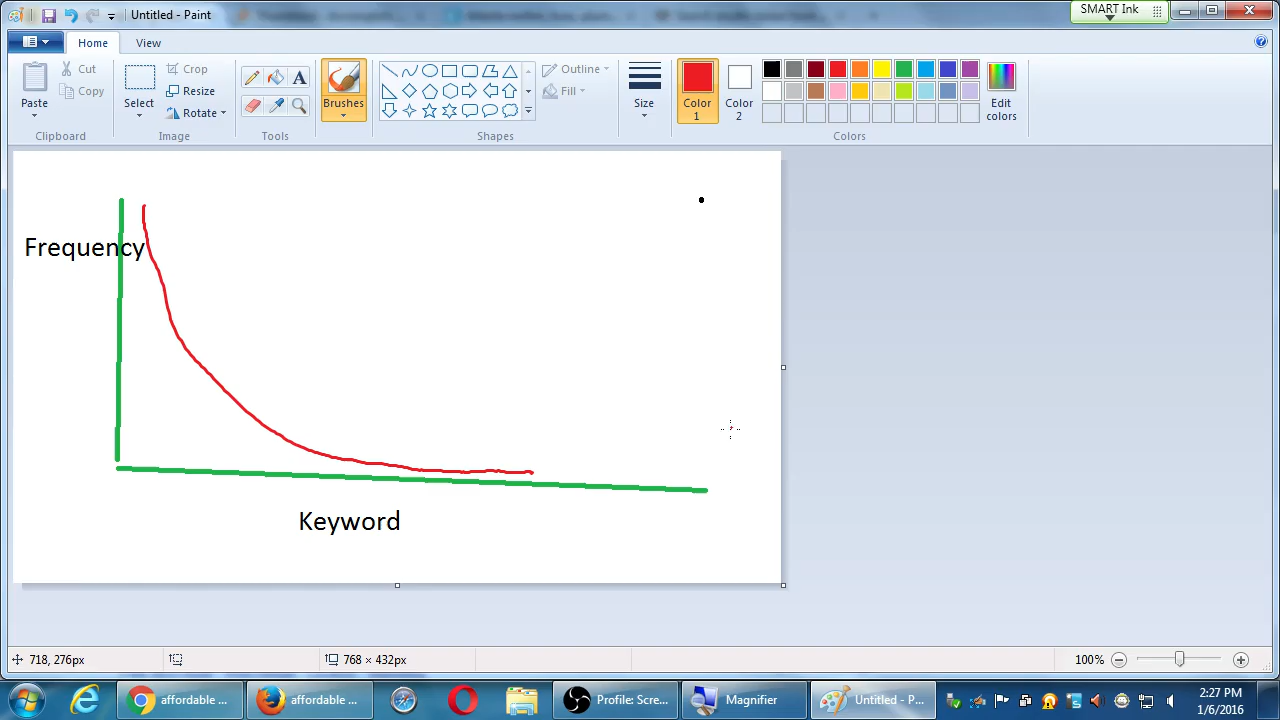 Untitled - Paint
SMART Ink
Home
View
Paste
Cut
Copy
Clipboard
Select
Crop
Resize
Rotate
Image
A
Tools
Brushes
Shapes
Outline
Fill
Size
Color 1
Color 2
Colors
Edit colors
Frequency
Keyword
718, 276px
768 × 432px
100%
affordable ...
affordable ...
Profile: Scre...
Magnifier
Untitled - P...
2:27 PM
1/6/2016